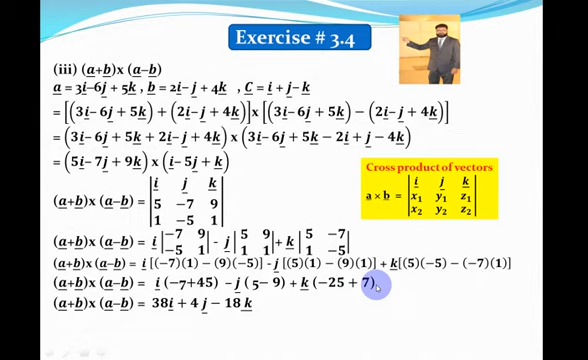 Exercise # 3.4
(iii) (a+b)x (a−b)
a = 3i−6j + 5k , b = 2i−j + 4k , C = i + j−k
= [(3i−6j + 5k) + (2i−j + 4k)]x [(3i−6j + 5k) − (2i−j + 4k)]
= (3i−6j + 5k + 2i−j + 4k) x (3i−6j + 5k − 2i + j − 4k)
= (5i−7j + 9k) x (i−5j + k)
(a+b)x (a−b) = | i j k |
| 5 −7 9 |
| 1 −5 1 |
Cross product of vectors
a × b = | i j k |
| x₁ y₁ z₁ |
| x₂ y₂ z₂ |
(a+b)x (a−b) = i |−7 9| - j |5 9| + k |5 −7|
|−5 1| |1 1| |1 −5|
(a+b)x (a−b) = i [(−7)(1) − (9)(−5)] -j [(5)(1) − (9)(1)] + k[(5)(−5) − (−7)(1)]
(a+b)x (a−b) = i (−7+45) −j ( 5− 9) + k (−25 + 7)
(a+b)x (a−b) = 38i + 4 j − 18 k